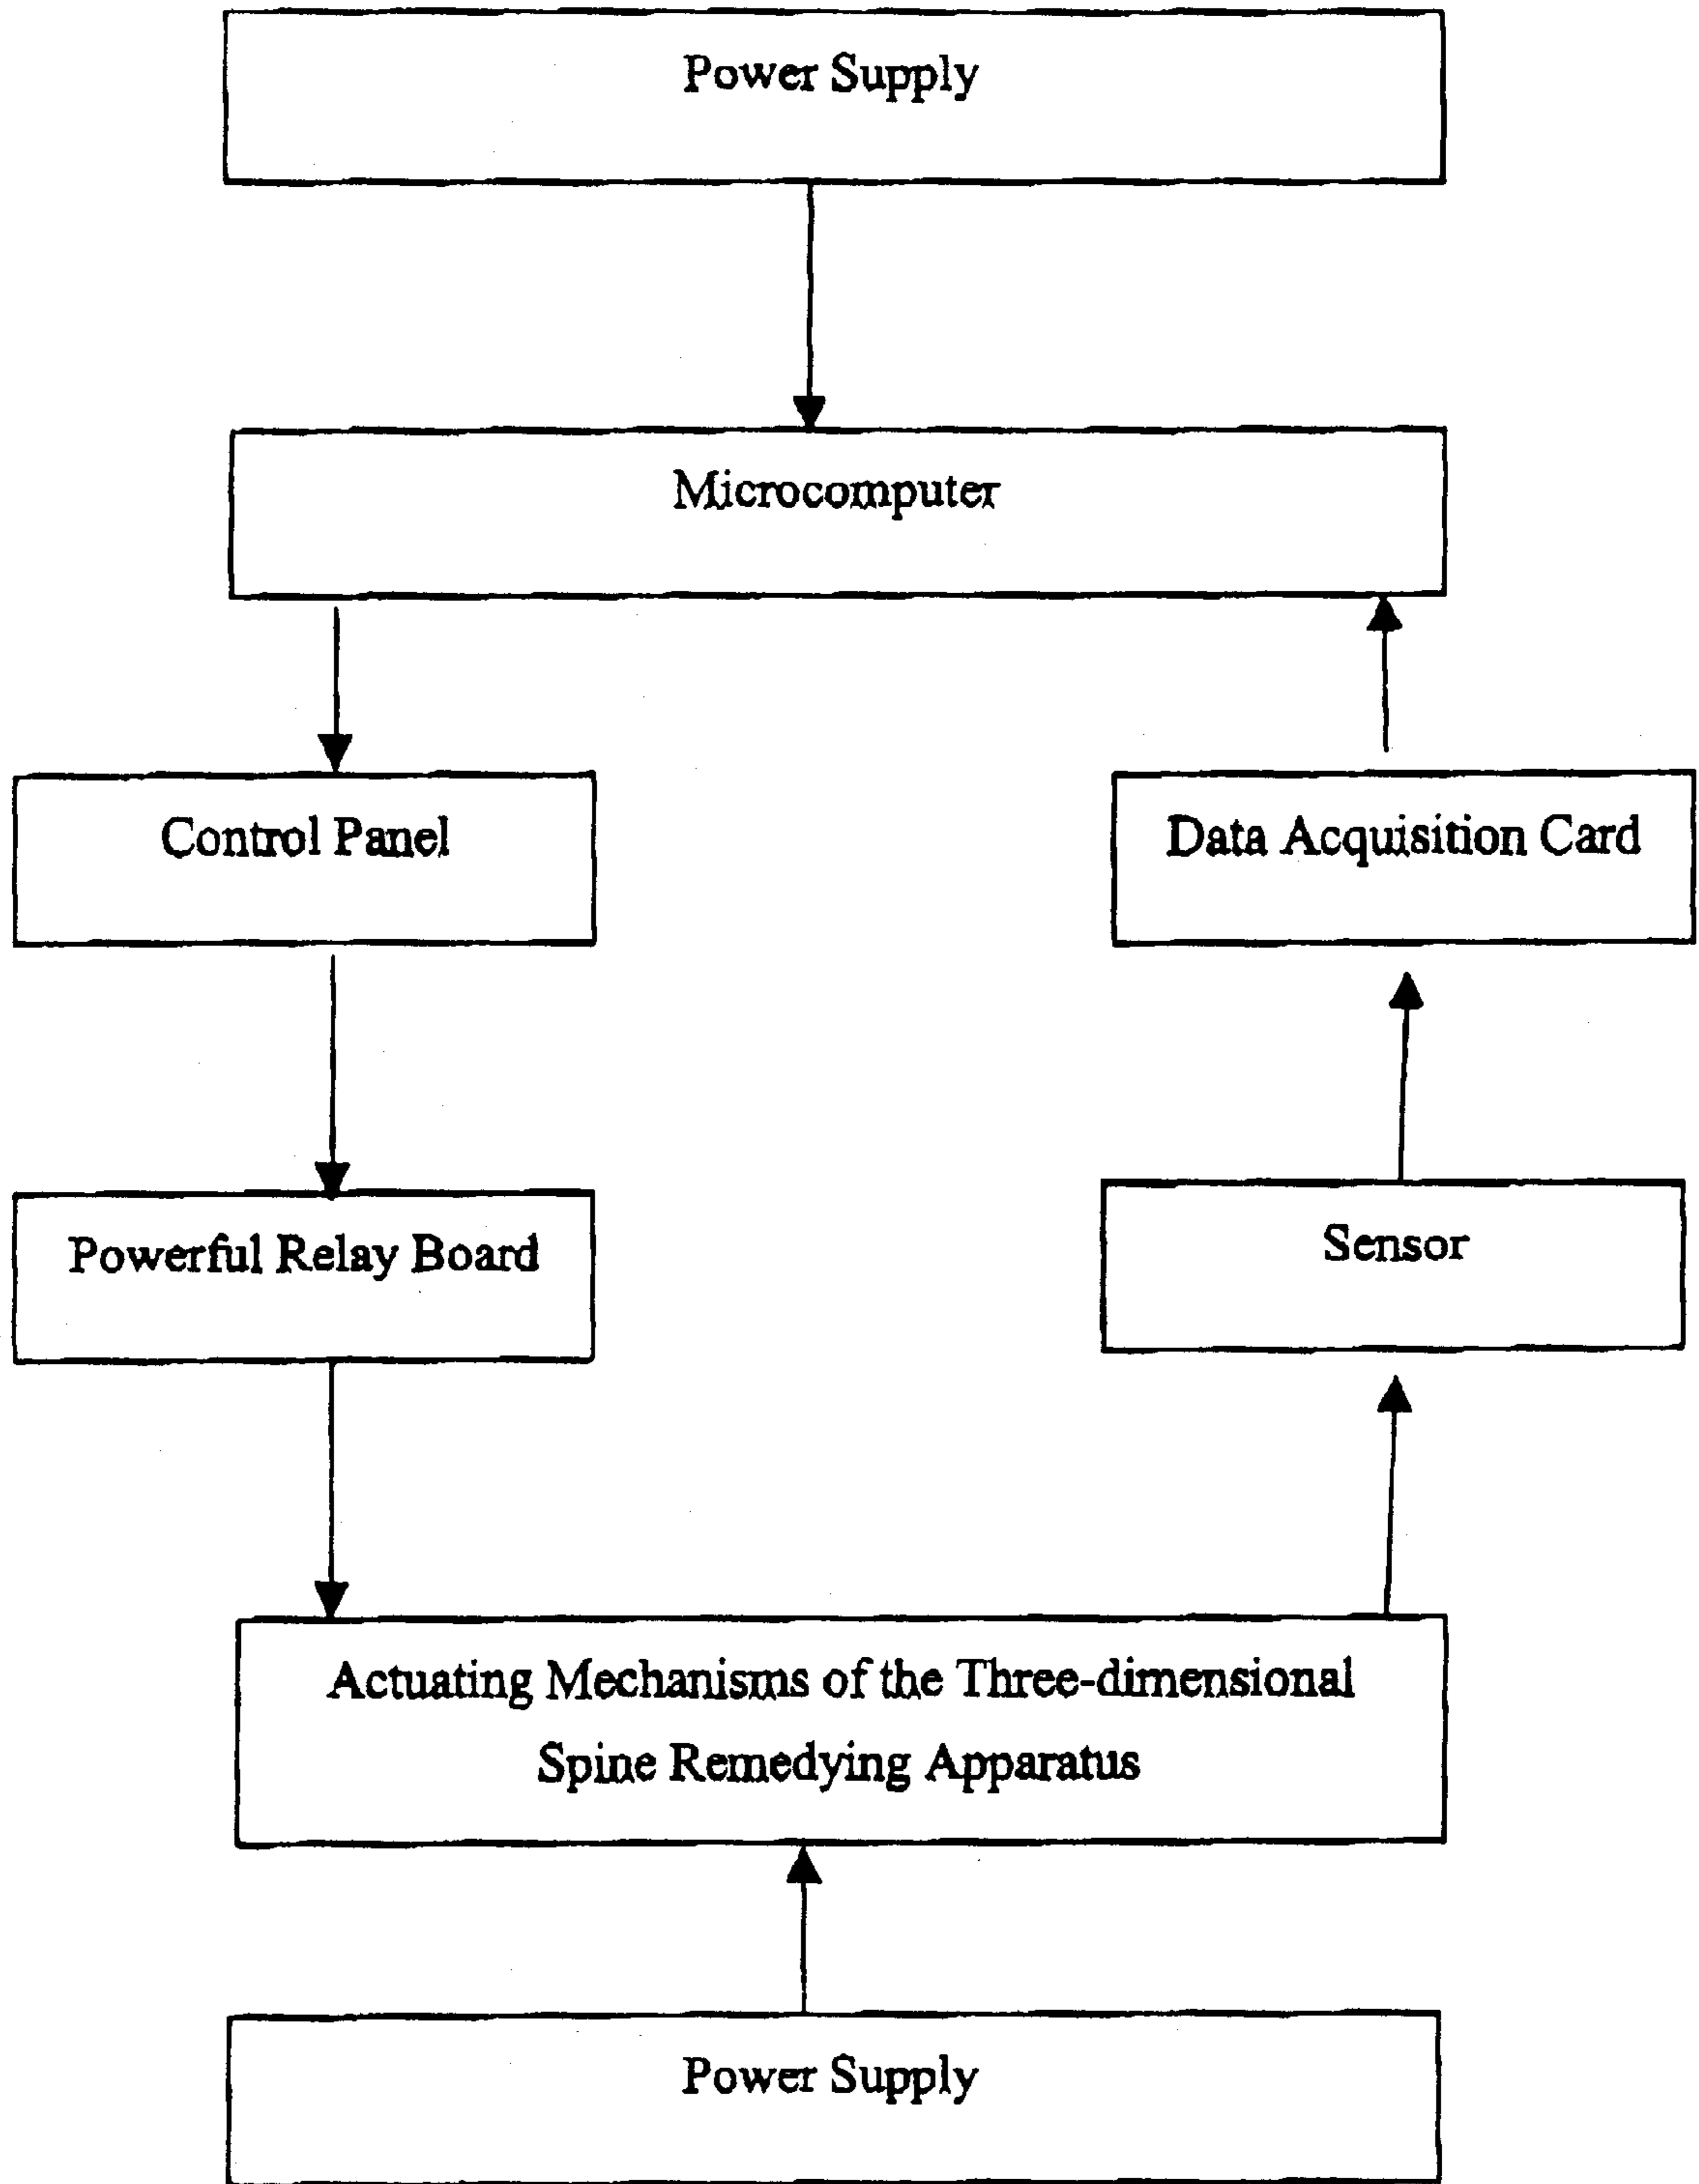 Power Supply
Microcomputer
Control Panel
Data Acquisition Card
Powerful Relay Board
Sensor
Actuating Mechanisms of the Three-dimensional
Spine Remedying Apparatus
Power Supply